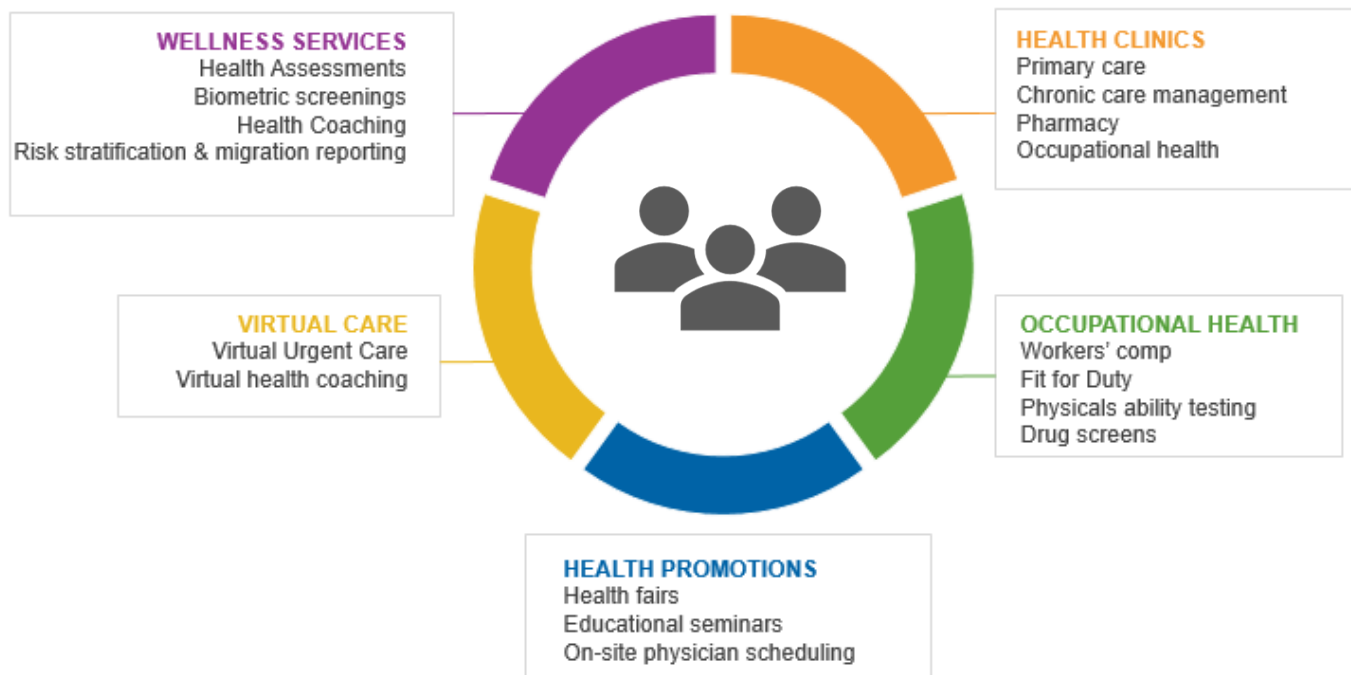 WELLNESS SERVICES
Health Assessments
Biometric screenings
Health Coaching
Risk stratification & migration reporting
HEALTH CLINICS
Primary care
Chronic care management
Pharmacy
Occupational health
VIRTUAL CARE
Virtual Urgent Care
Virtual health coaching
OCCUPATIONAL HEALTH
Workers' comp
Fit for Duty
Physicals ability testing
Drug screens
HEALTH PROMOTIONS
Health fairs
Educational seminars
On-site physician scheduling